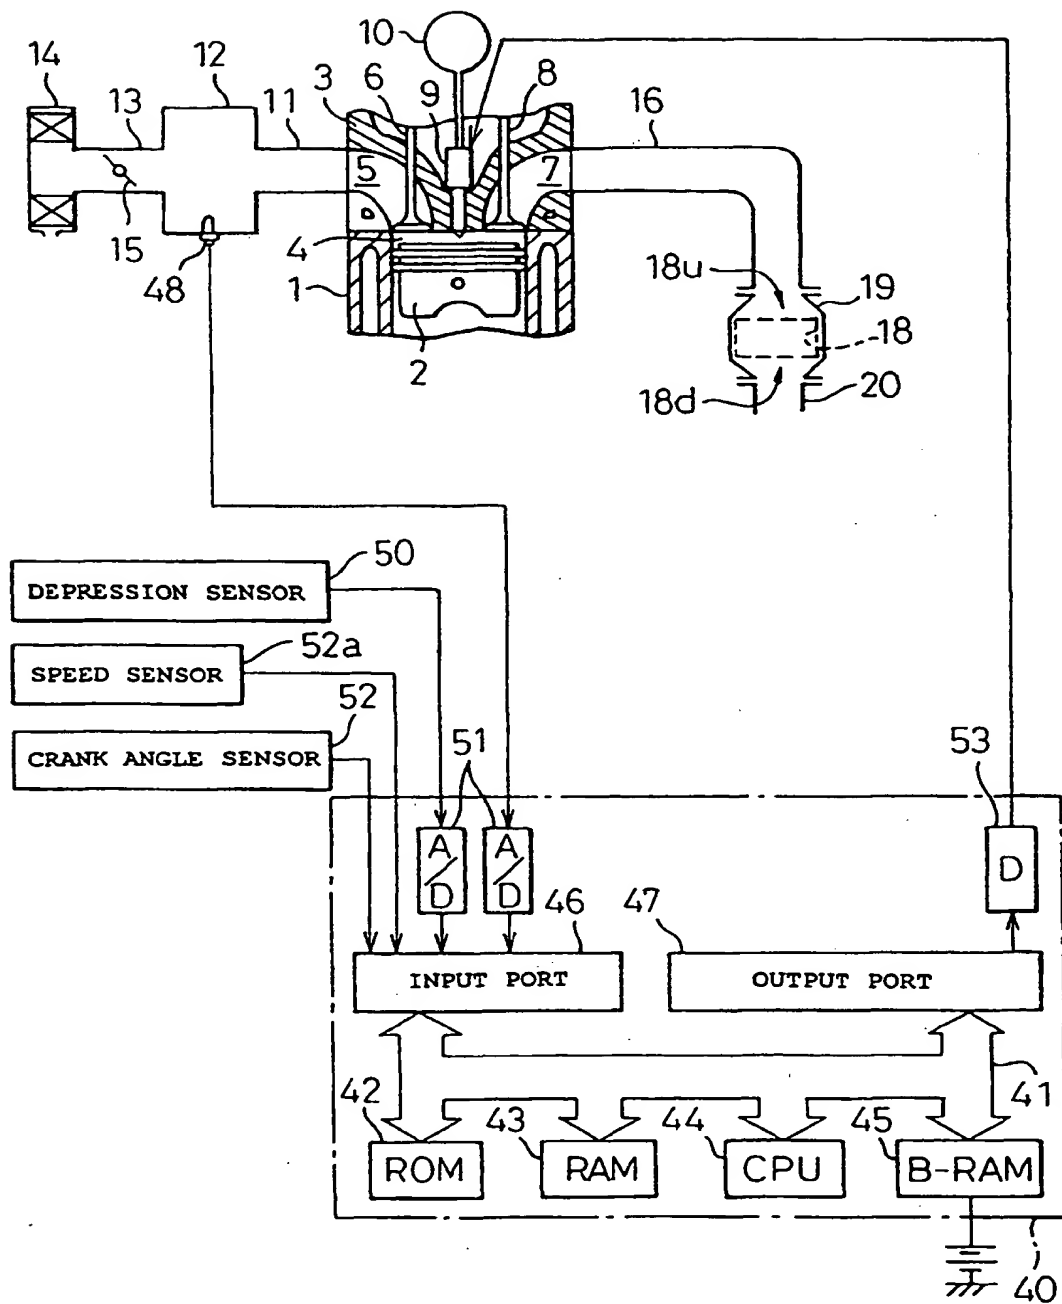 10
14
12
13
11
3
6
9
8
16
5
7
15
4
48
1
2
18u
19
18
18d
20
50
DEPRESSION SENSOR
52a
SPEED SENSOR
52
CRANK ANGLE SENSOR
51
53
A/D
A/D
D
46
47
INPUT PORT
OUTPUT PORT
41
42
43
44
45
ROM
RAM
CPU
B-RAM
40